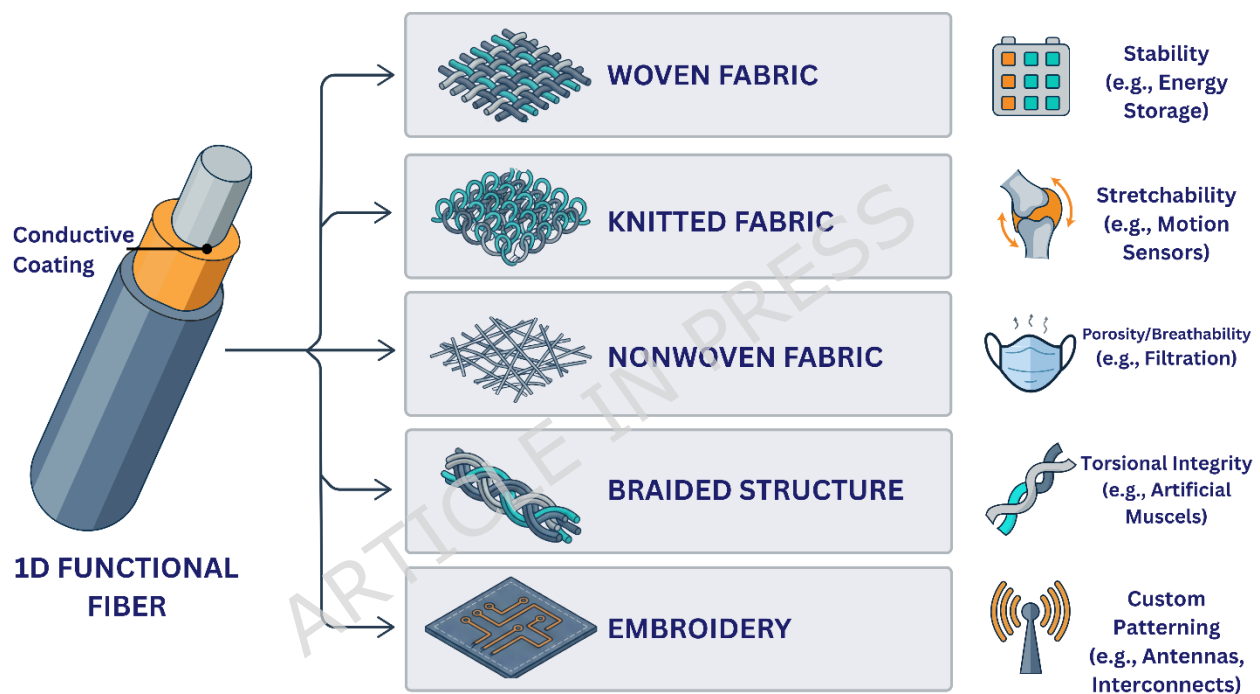 Conductive
Coating
1D FUNCTIONAL
FIBER
WOVEN FABRIC
Stability
(e.g., Energy
Storage)
KNITTED FABRIC
Stretchability
(e.g., Motion
Sensors)
NONWOVEN FABRIC
Porosity/Breathability
(e.g., Filtration)
BRAIDED STRUCTURE
Torsional Integrity
(e.g., Artificial
Muscels)
EMBROIDERY
Custom
Patterning
(e.g., Antennas,
Interconnects)
ARTICLE IN PRESS